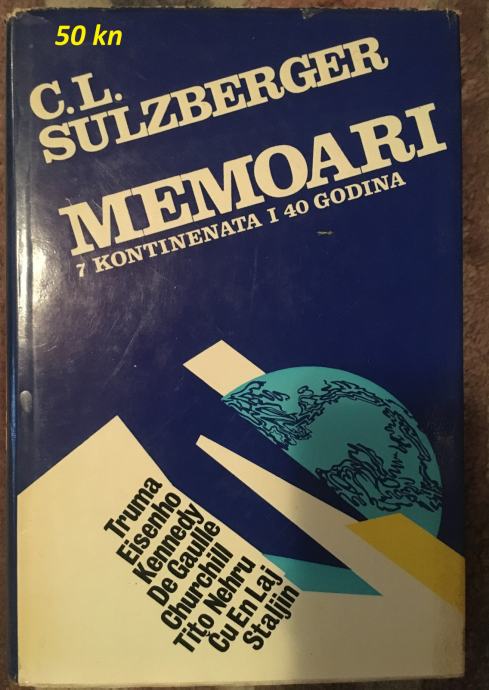 50 kn
C.L.
SULZBERGER
MEMOARI
7 KONTINENATA I 40 GODINA
Truma
Eisenho
Kennedy
De Gaulle
Churchill
Tito Nehru
Ču En Laj
Staljin